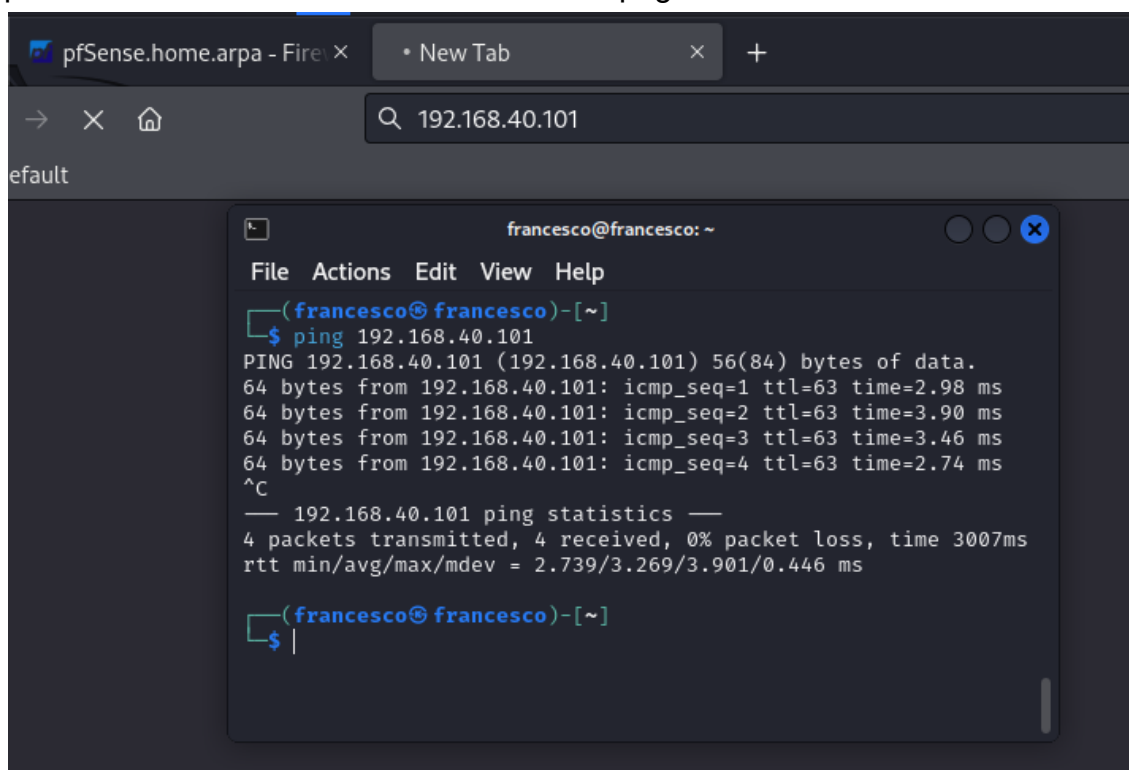 pfSense.home.arpa - Fire
• New Tab
192.168.40.101
efault
francesco@francesco: ~
File Actions Edit View Help
┌──(francesco㉿francesco)-[~]
└─$ ping 192.168.40.101
PING 192.168.40.101 (192.168.40.101) 56(84) bytes of data.
64 bytes from 192.168.40.101: icmp_seq=1 ttl=63 time=2.98 ms
64 bytes from 192.168.40.101: icmp_seq=2 ttl=63 time=3.90 ms
64 bytes from 192.168.40.101: icmp_seq=3 ttl=63 time=3.46 ms
64 bytes from 192.168.40.101: icmp_seq=4 ttl=63 time=2.74 ms
^C
--- 192.168.40.101 ping statistics ---
4 packets transmitted, 4 received, 0% packet loss, time 3007ms
rtt min/avg/max/mdev = 2.739/3.269/3.901/0.446 ms
┌──(francesco㉿francesco)-[~]
└─$